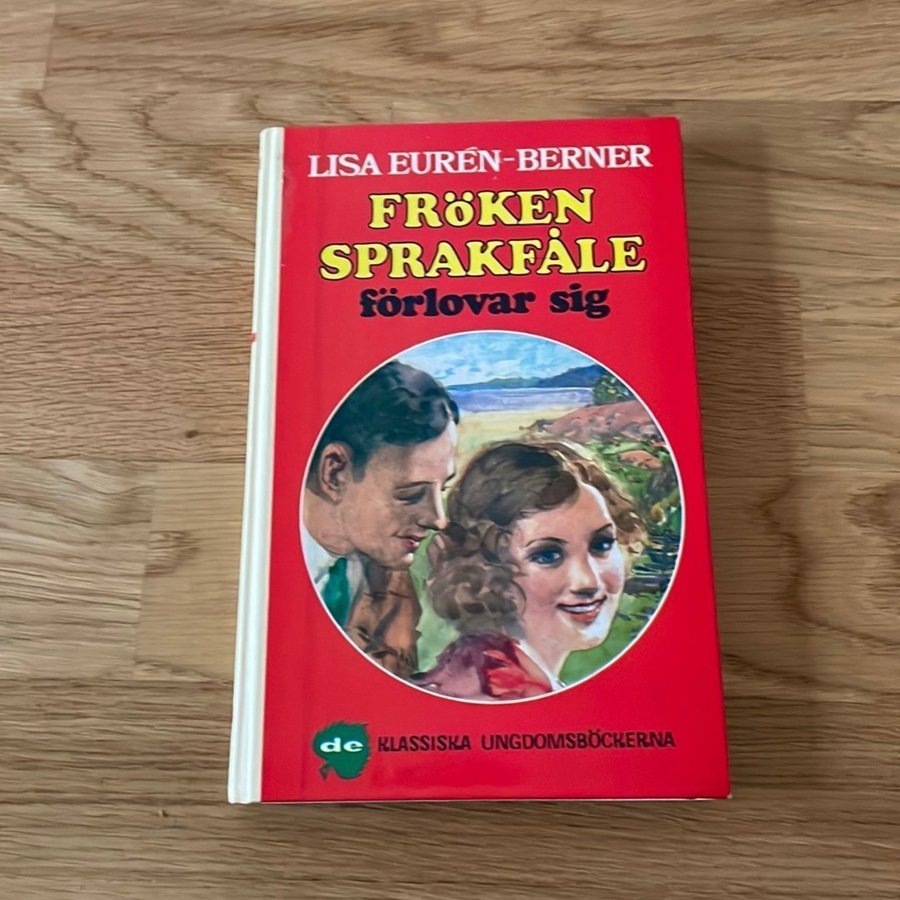 LISA EURÉN-BERNER
FRÖKEN
SPRAKFÅLE
förlovar sig
de KLASSISKA UNGDOMSBÖCKERNA